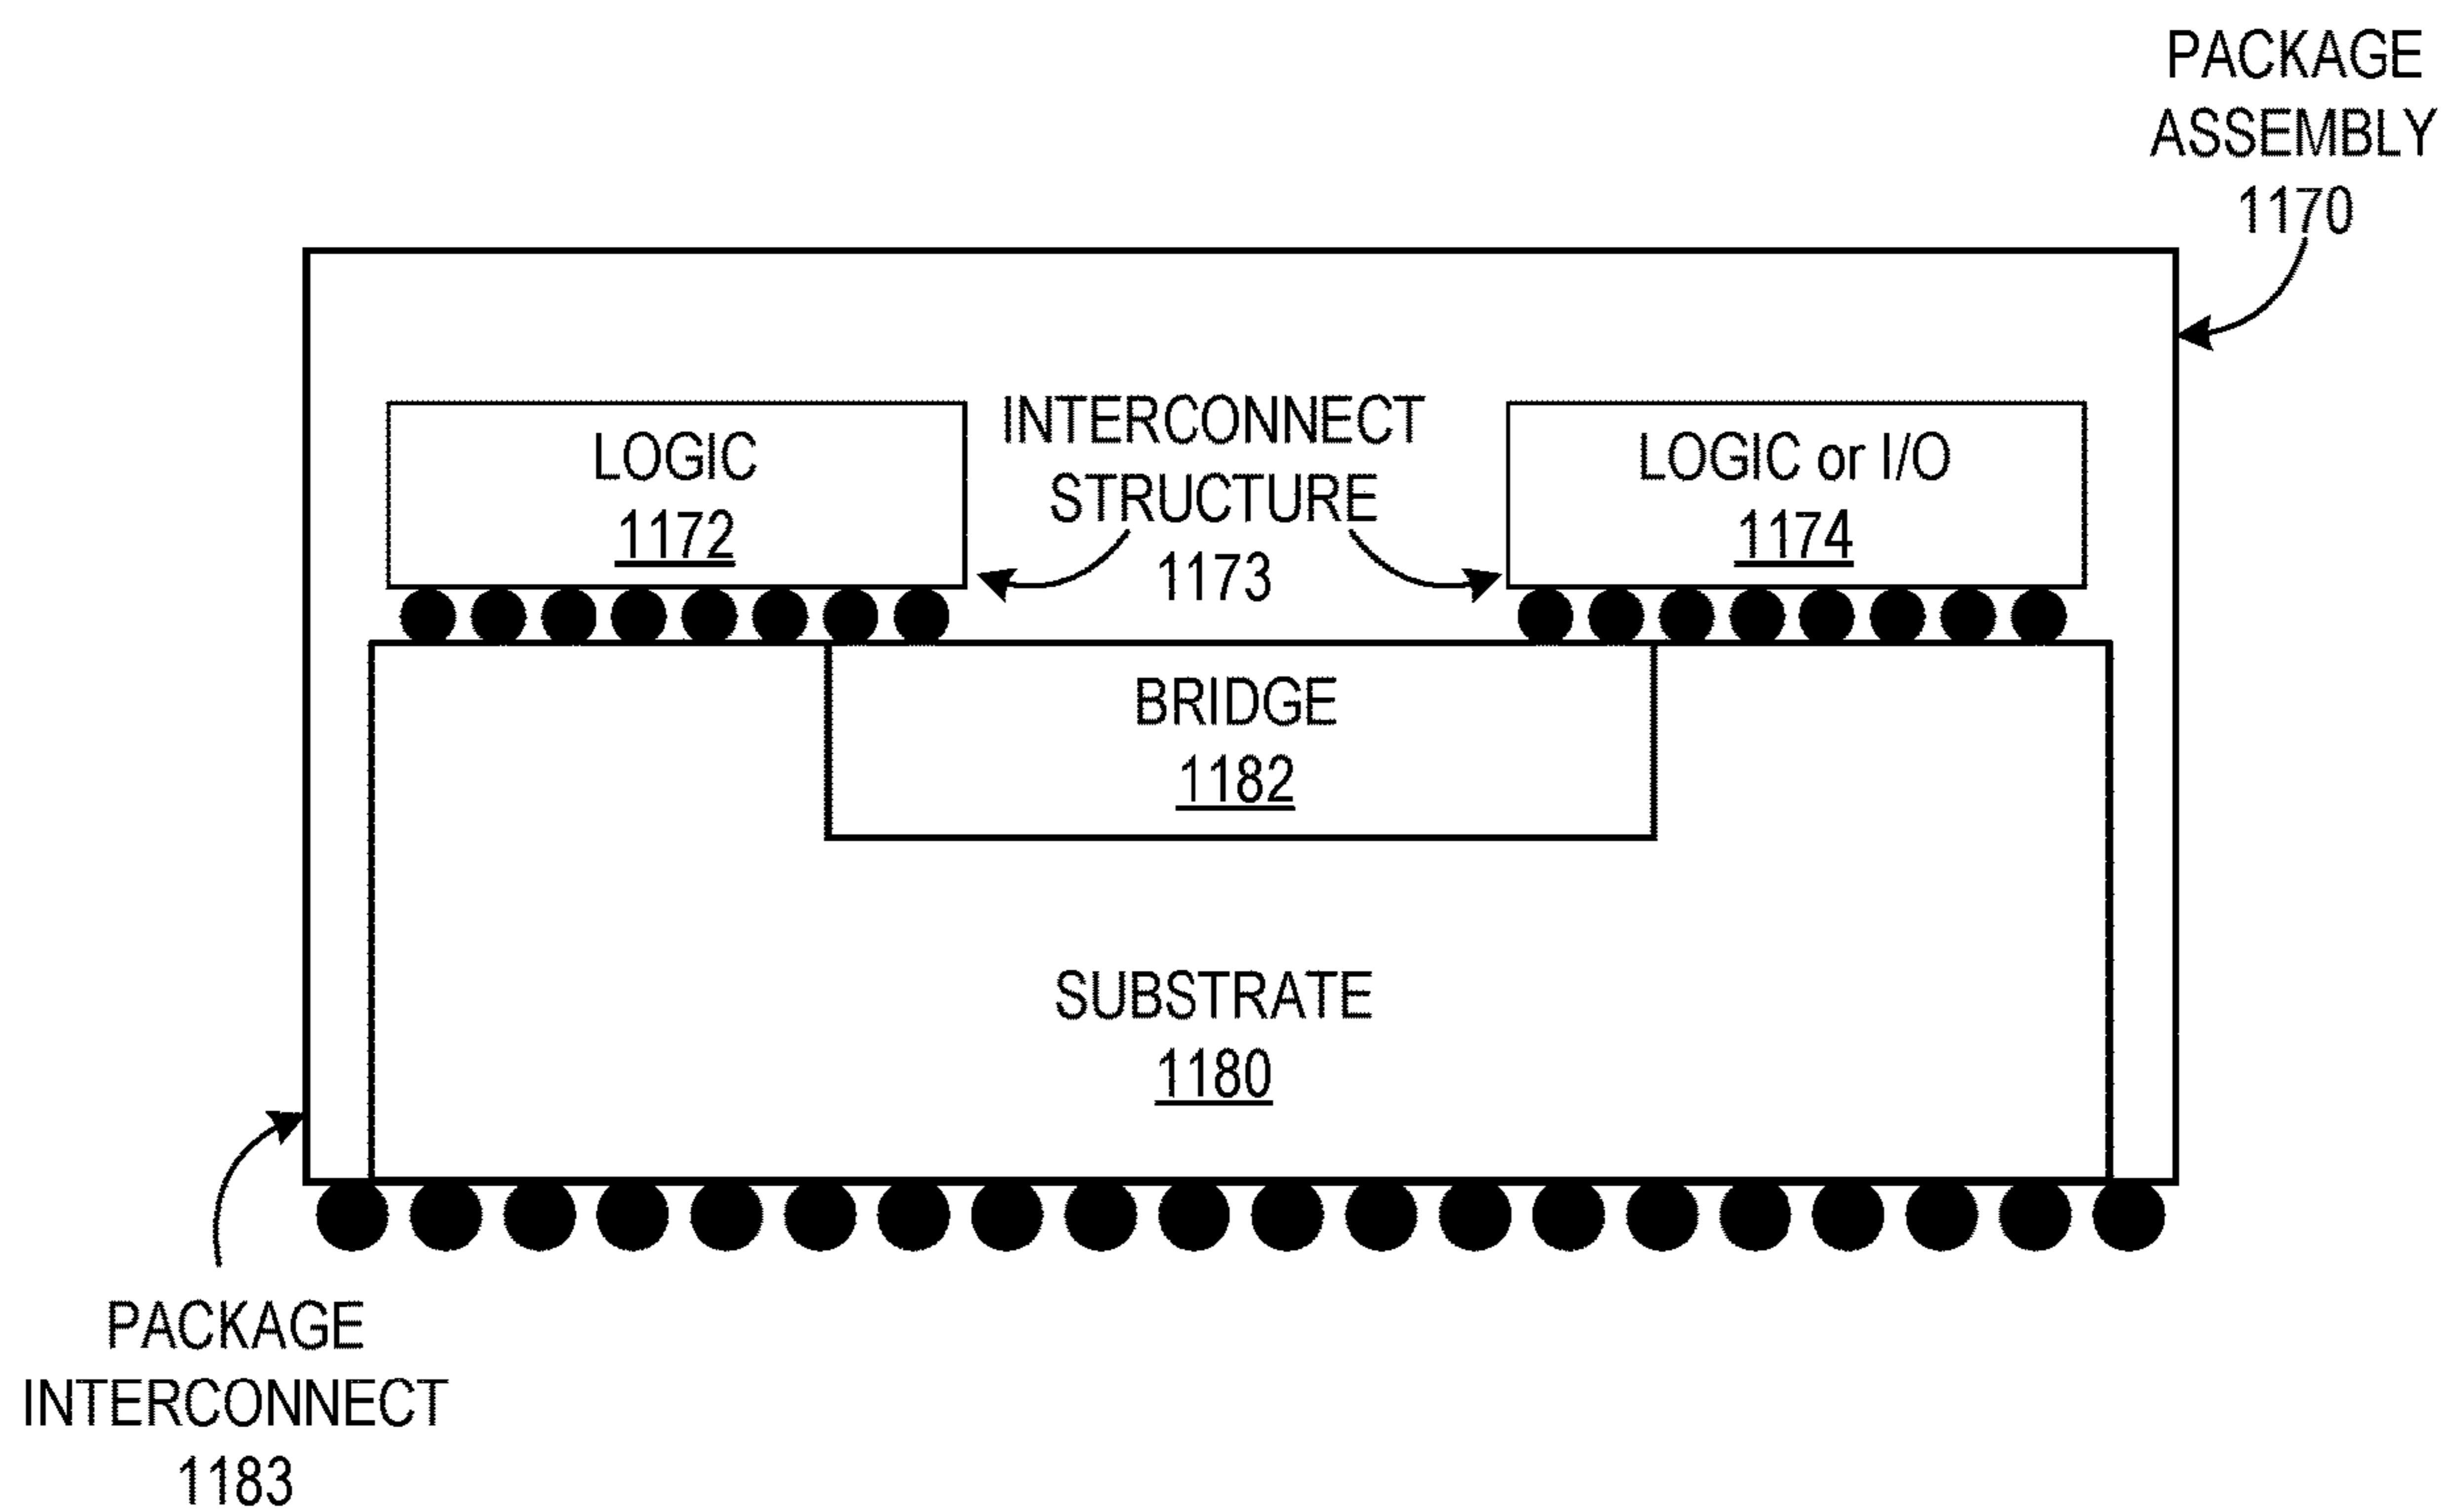 PACKAGE
ASSEMBLY
1170
LOGIC
1172
INTERCONNECT
STRUCTURE
1173
LOGIC or I/O
1174
BRIDGE
1182
SUBSTRATE
1180
PACKAGE
INTERCONNECT
1183